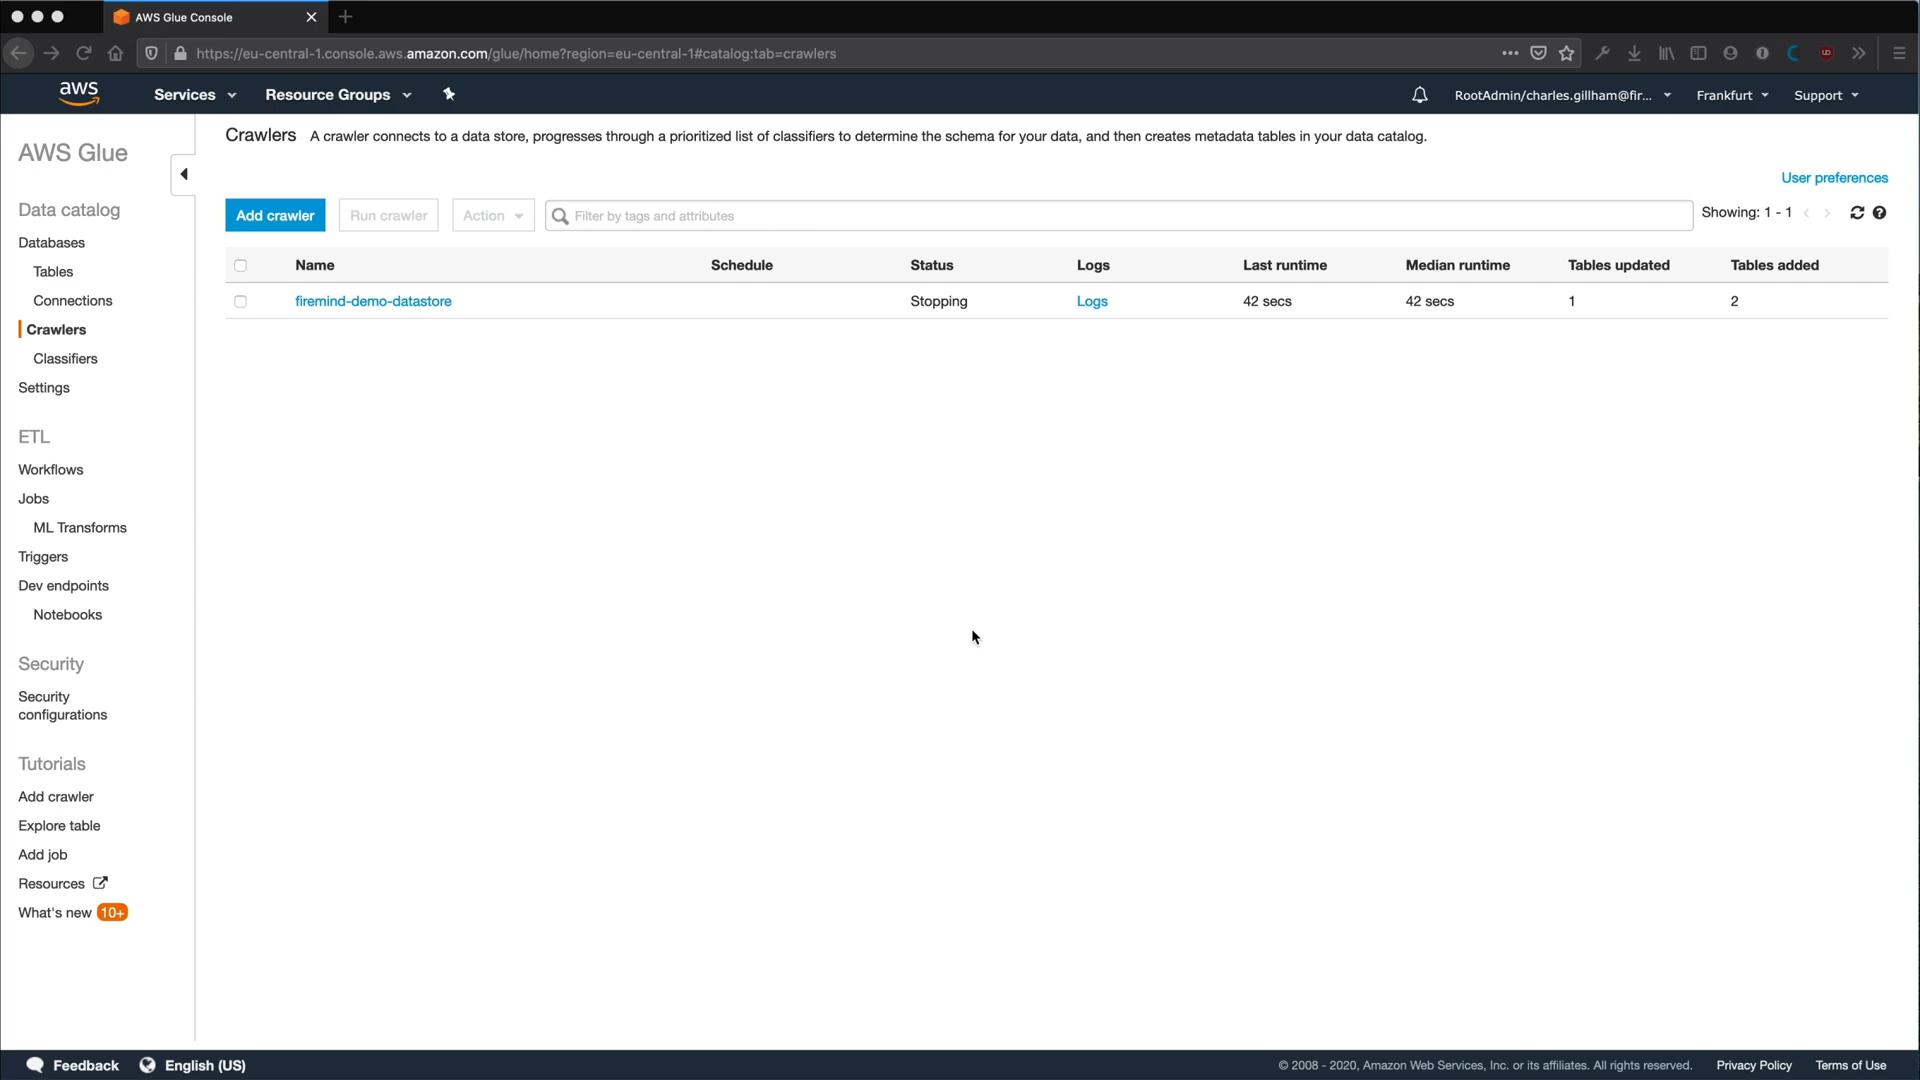 AWS Glue Console
https://eu-central-1.console.aws.amazon.com/glue/home?region=eu-central-1#catalog:tab=crawlers
aws
Services
Resource Groups
RootAdmin/charles.gillham@fir...
Frankfurt
Support
AWS Glue
Data catalog
Databases
Tables
Connections
Crawlers
Classifiers
Settings
ETL
Workflows
Jobs
ML Transforms
Triggers
Dev endpoints
Notebooks
Security
Security
configurations
Tutorials
Add crawler
Explore table
Add job
Resources
What's new 10+
Crawlers A crawler connects to a data store, progresses through a prioritized list of classifiers to determine the schema for your data, and then creates metadata tables in your data catalog.
User preferences
Add crawler Run crawler Action Filter by tags and attributes Showing: 1 - 1
Name Schedule Status Logs Last runtime Median runtime Tables updated Tables added
firemind-demo-datastore Stopping Logs 42 secs 42 secs 1 2
Feedback English (US) © 2008 - 2020, Amazon Web Services, Inc. or its affiliates. All rights reserved. Privacy Policy Terms of Use